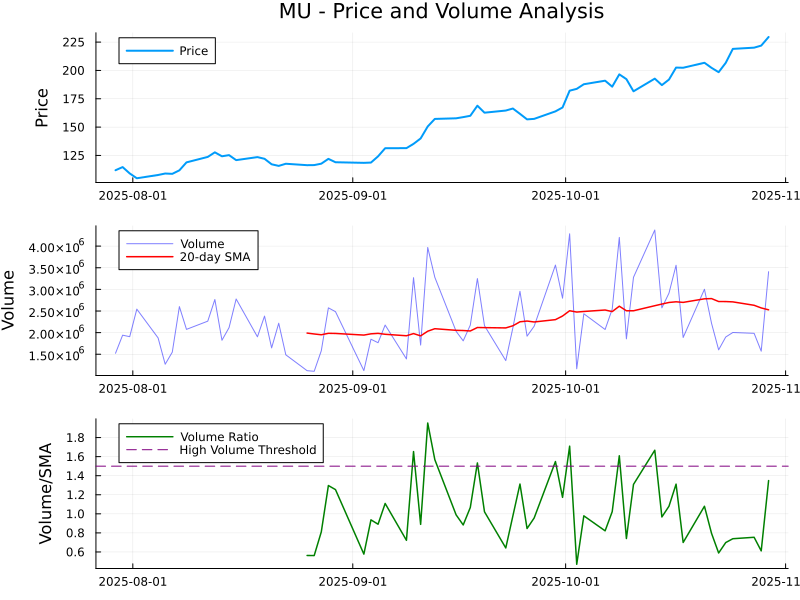 MU - Price and Volume Analysis
Price
225
200
175
150
125
Price
2025-08-01 2025-09-01 2025-10-01 2025-11
Volume
20-day SMA
4.00×10⁶
3.50×10⁶
3.00×10⁶
2.50×10⁶
2.00×10⁶
1.50×10⁶
Volume
2025-08-01 2025-09-01 2025-10-01 2025-11
Volume Ratio
High Volume Threshold
1.8
1.6
1.4
1.2
1.0
0.8
0.6
Volume/SMA
2025-08-01 2025-09-01 2025-10-01 2025-11